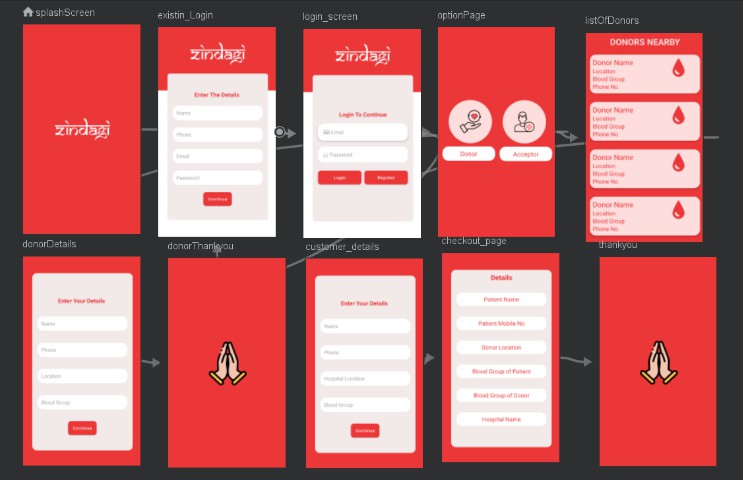 splashScreen
zindagi
existin_Login
zindagi
Enter The Details
Name
Phone
Email
Password
Continue
login_screen
zindagi
Login To Continue
Email
Password
Login
Register
optionPage
Donor
Acceptor
listOfDonors
DONORS NEARBY
Donor Name
Location
Blood Group
Phone No
Donor Name
Location
Blood Group
Phone No
Donor Name
Location
Blood Group
Phone No
Donor Name
Location
Blood Group
Phone No
donorDetails
Enter Your Details
Name
Phone
Location
Blood Group
Continue
donorThankyou
customer_details
Enter Your Details
Name
Phone
Hospital Location
Blood Group
Continue
checkout_page
Details
Patient Name
Patient Mobile No
Donor Location
Blood Group of Patient
Blood Group of Donor
Hospital Name
thankyou